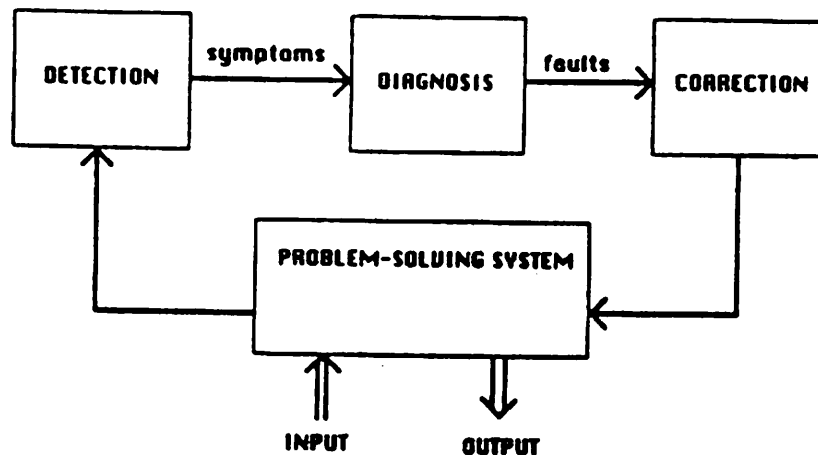 DETECTION
symptoms
DIAGNOSIS
faults
CORRECTION
PROBLEM-SOLVING SYSTEM
INPUT
OUTPUT